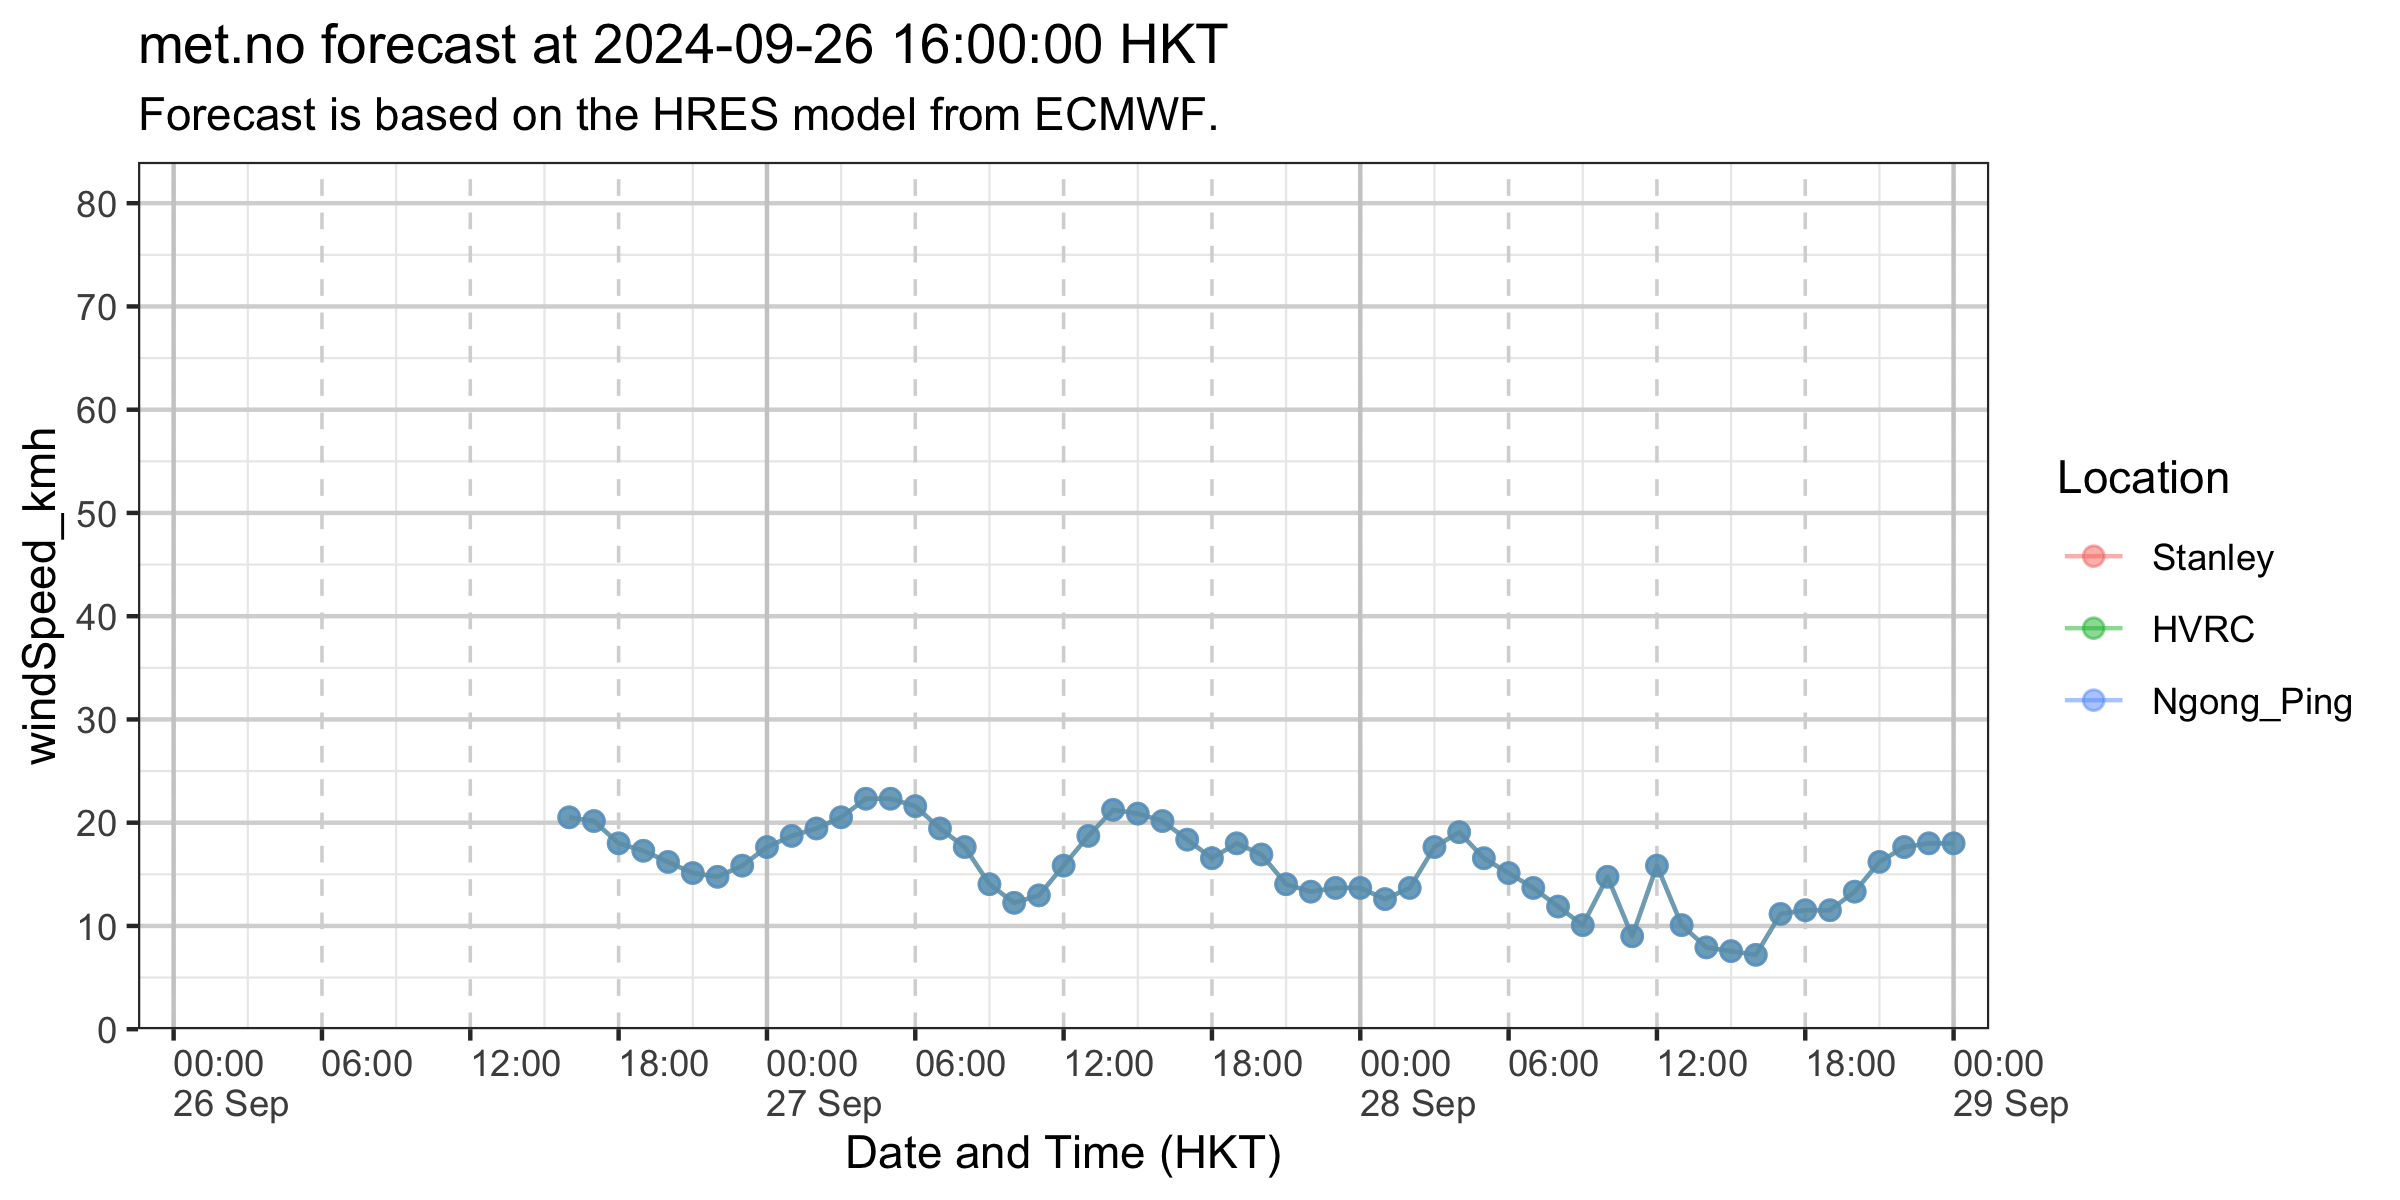 met.no forecast at 2024-09-26 16:00:00 HKT
Forecast is based on the HRES model from ECMWF.
windSpeed_kmh
80
70
60
50
40
30
20
10
0
00:00 06:00 12:00 18:00 00:00 06:00 12:00 18:00 00:00 06:00 12:00 18:00 00:00
26 Sep 27 Sep 28 Sep 29 Sep
Date and Time (HKT)
Location
Stanley
HVRC
Ngong_Ping